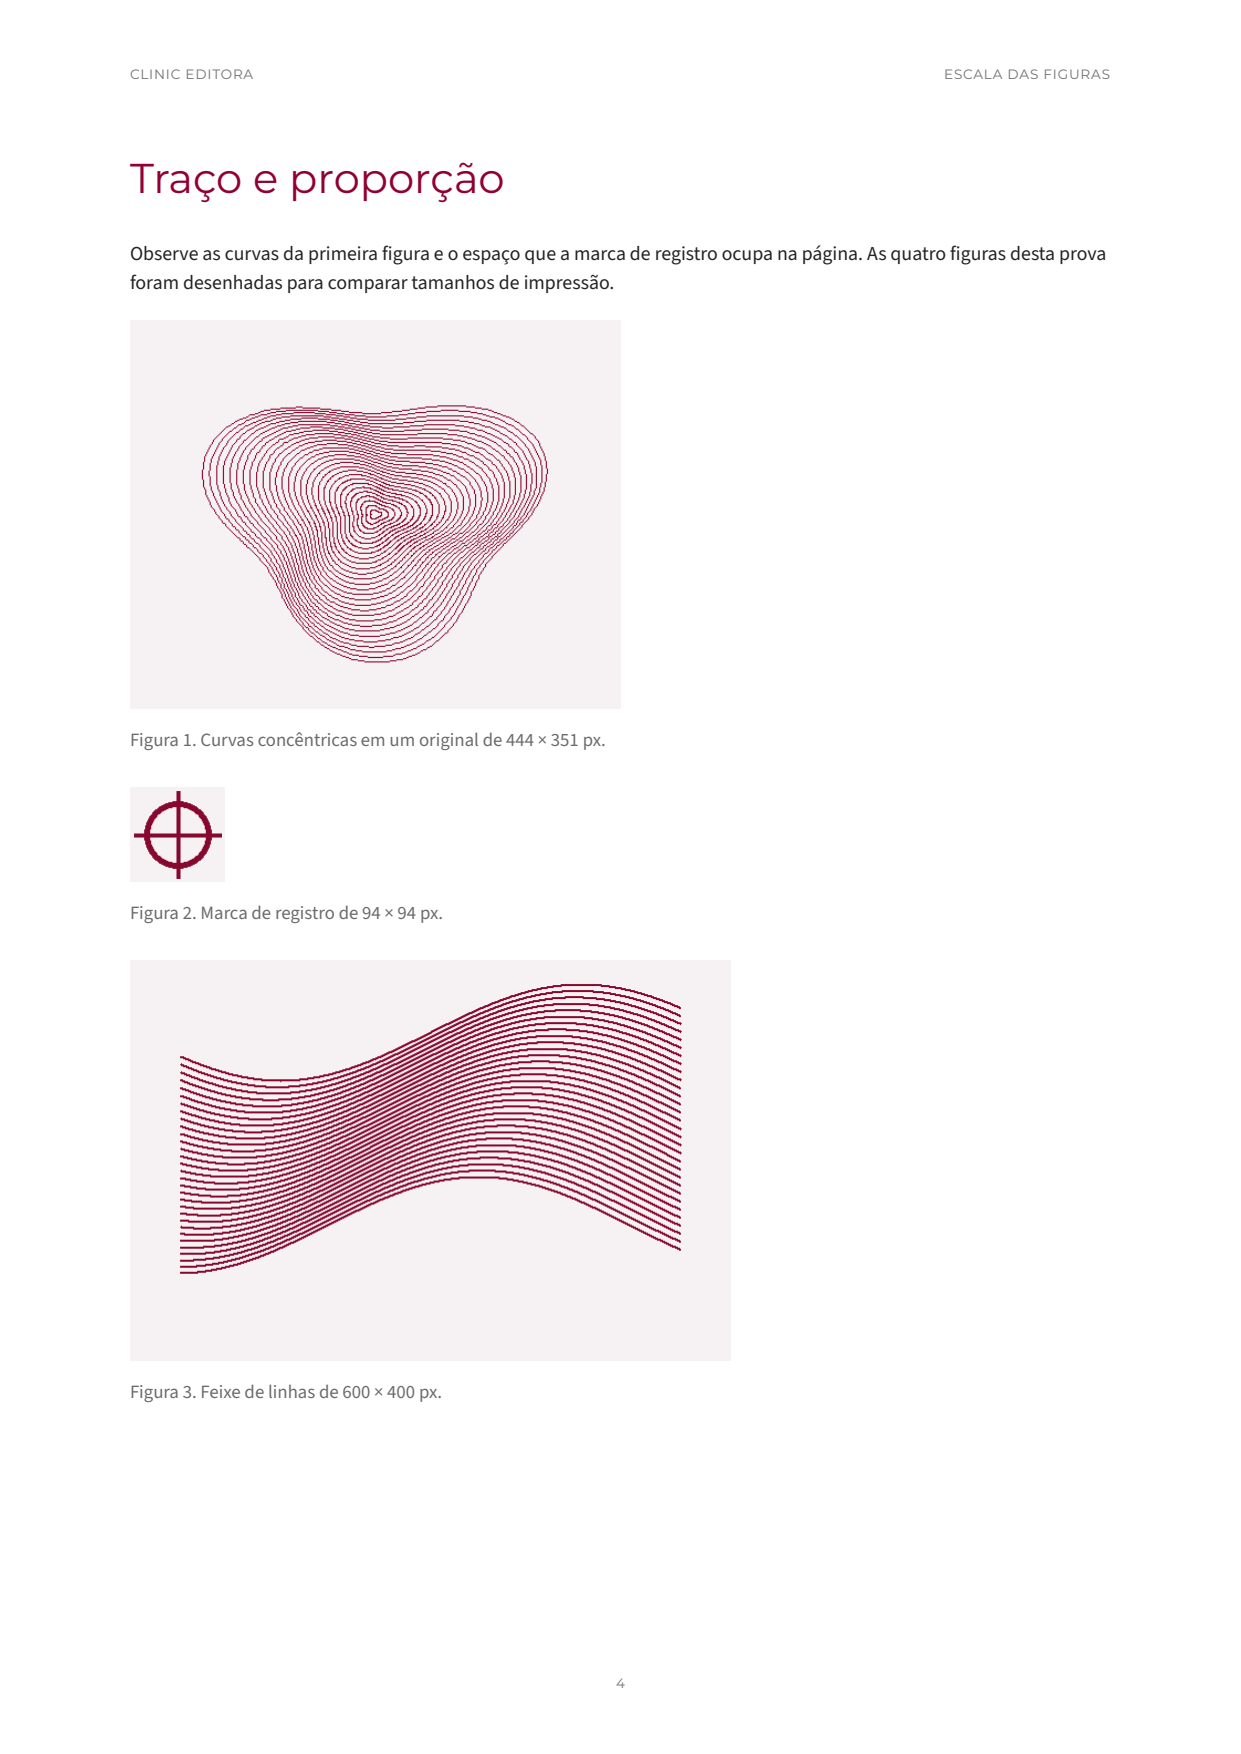 CLINIC EDITORA
ESCALA DAS FIGURAS
Traço e proporção
Observe as curvas da primeira figura e o espaço que a marca de registro ocupa na página. As quatro figuras desta prova
foram desenhadas para comparar tamanhos de impressão.
Figura 1. Curvas concêntricas em um original de 444 × 351 px.
Figura 2. Marca de registro de 94 × 94 px.
Figura 3. Feixe de linhas de 600 × 400 px.
4